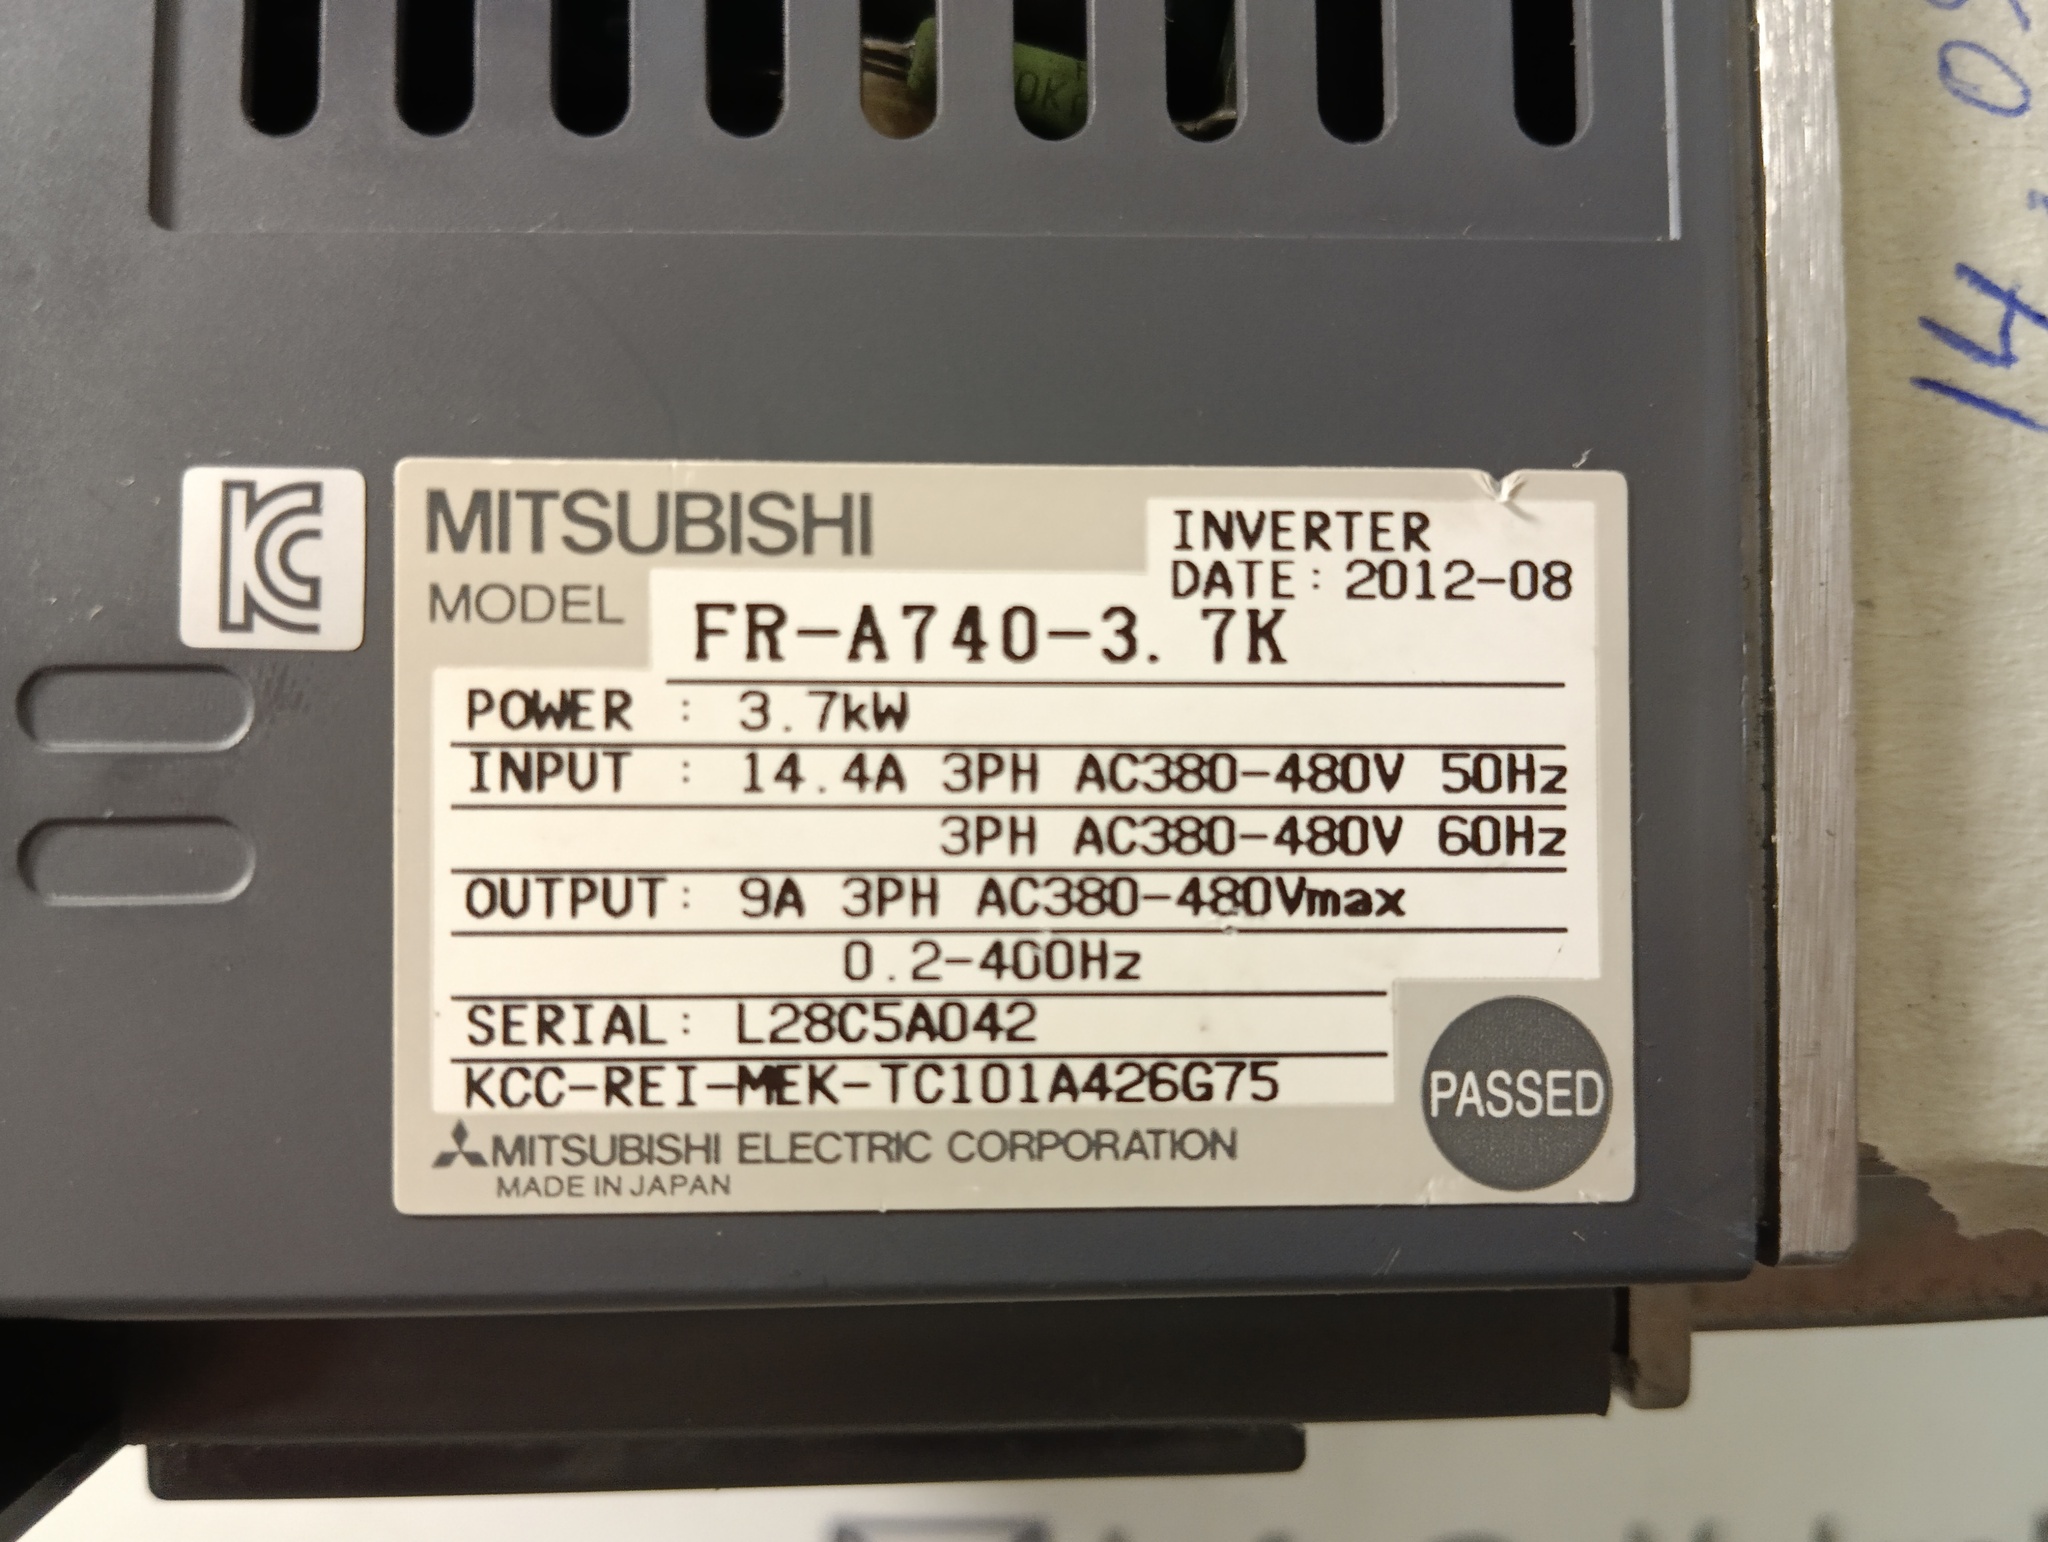 MITSUBISHI
INVERTER
DATE: 2012-08
MODEL FR-A740-3.7K
POWER : 3.7kW
INPUT : 14.4A 3PH AC380-480V 50Hz
3PH AC380-480V 60Hz
OUTPUT: 9A 3PH AC380-480Vmax
0.2-400Hz
SERIAL: L28C5A042
KCC-REI-MEK-TC101A426G75
PASSED
MITSUBISHI ELECTRIC CORPORATION
MADE IN JAPAN
14